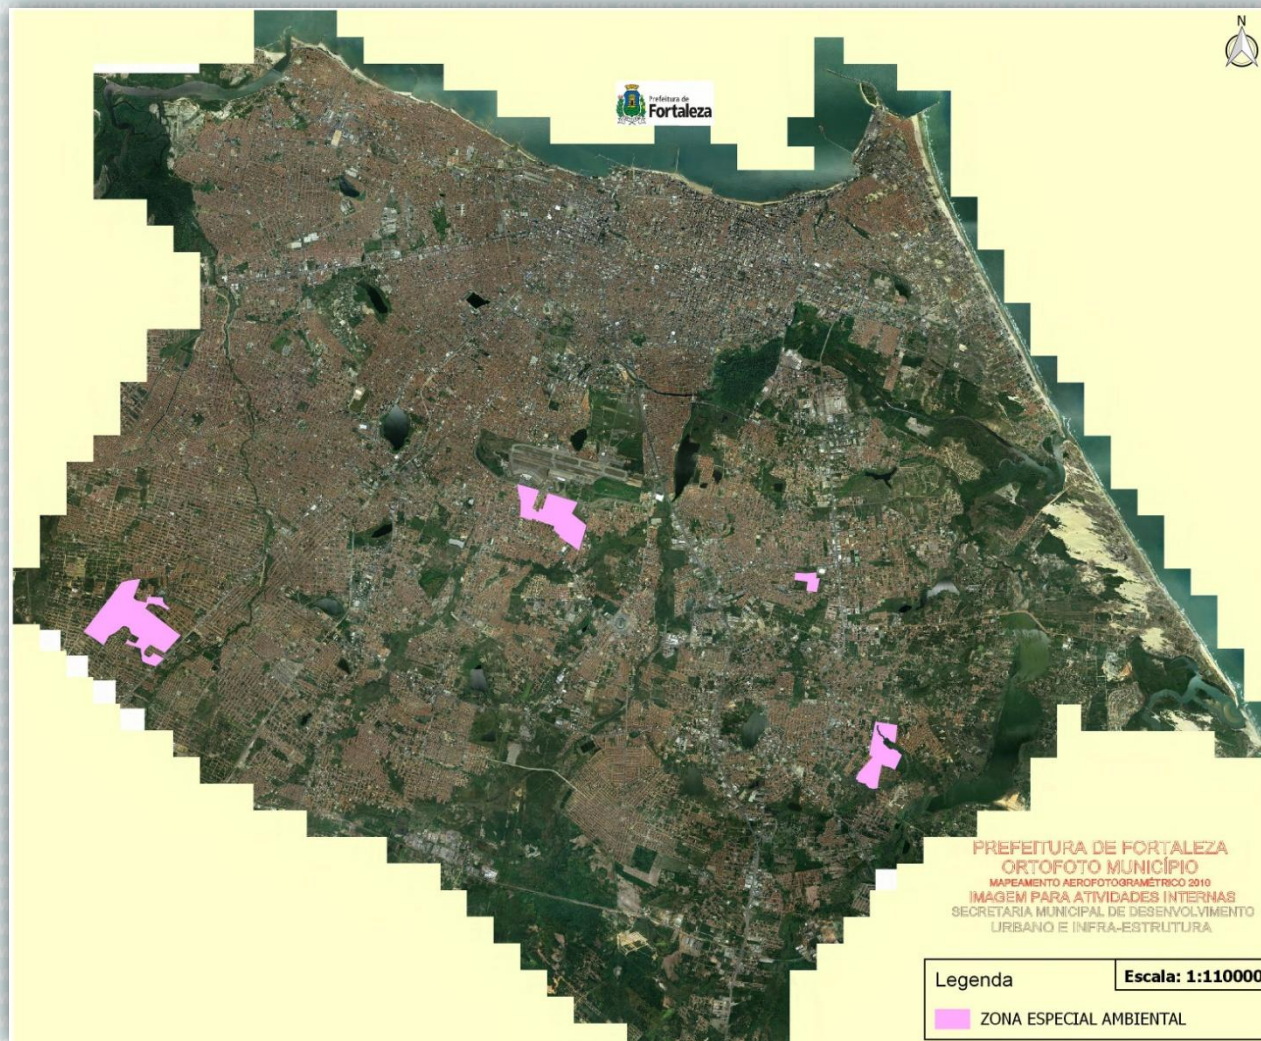 N
Prefeitura de
Fortaleza
PREFEITURA DE FORTALEZA
ORTOFOTO MUNICÍPIO
MAPEAMENTO AEROFOTOGRAMÉTRICO 2010
IMAGEM PARA ATIVIDADES INTERNAS
SECRETARIA MUNICIPAL DE DESENVOLVIMENTO
URBANO E INFRA-ESTRUTURA
Legenda
Escala: 1:110000
ZONA ESPECIAL AMBIENTAL